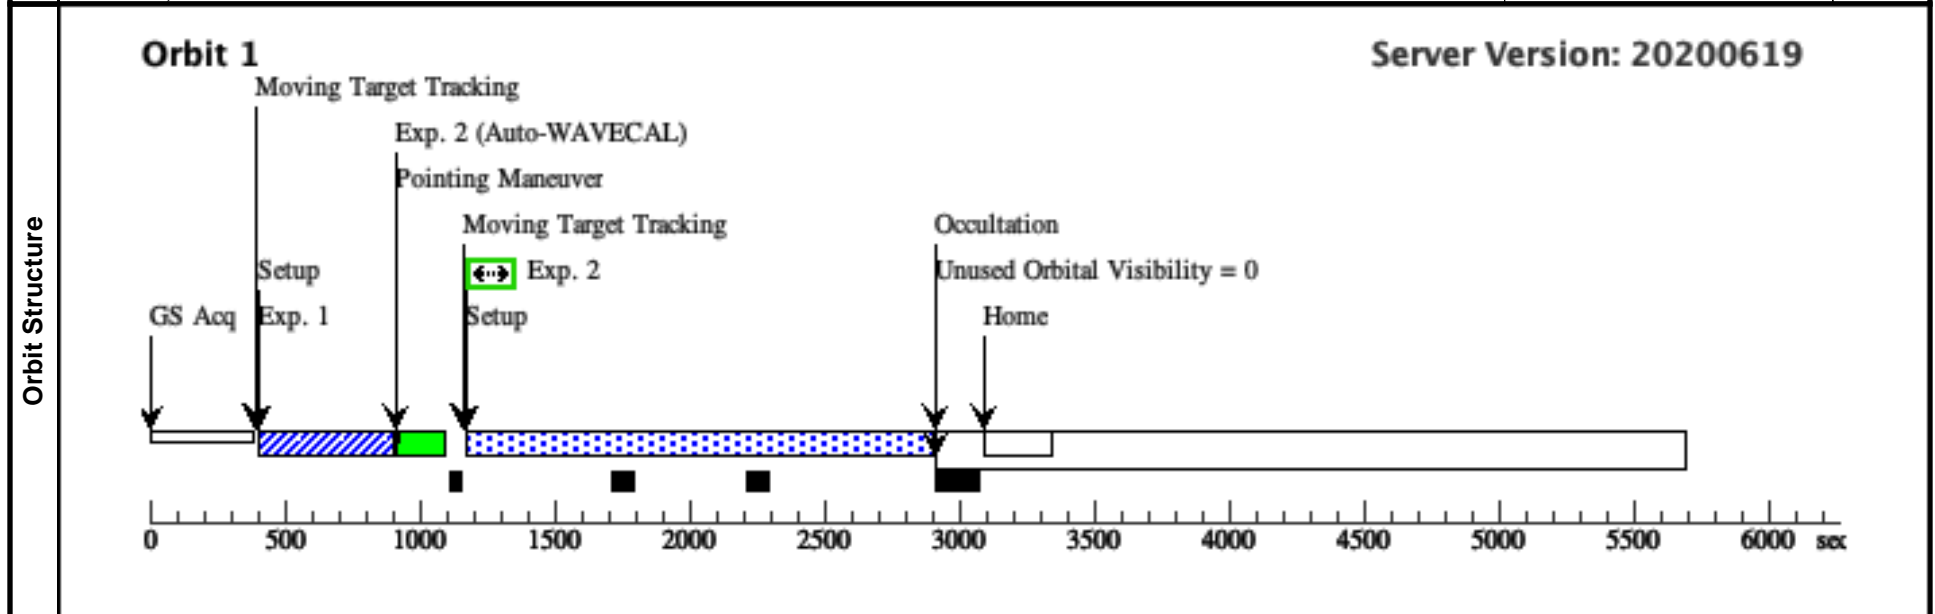 Orbit Structure
Orbit 1
Server Version: 20200619
Moving Target Tracking
Exp. 2 (Auto-WAVECAL)
Pointing Maneuver
Moving Target Tracking
Occultation
Setup
Exp. 2
Unused Orbital Visibility = 0
GS Acq
Exp. 1
Setup
Home
0 500 1000 1500 2000 2500 3000 3500 4000 4500 5000 5500 6000 sec